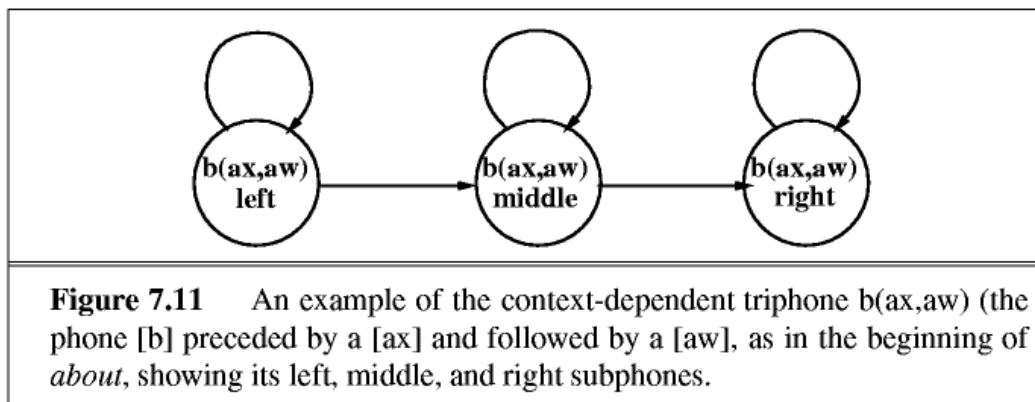 b(ax,aw) b(ax,aw) b(ax,aw)
left middle right
Figure 7.11 An example of the context-dependent triphone b(ax,aw) (the
phone [b] preceded by a [ax] and followed by a [aw], as in the beginning of
about, showing its left, middle, and right subphones.